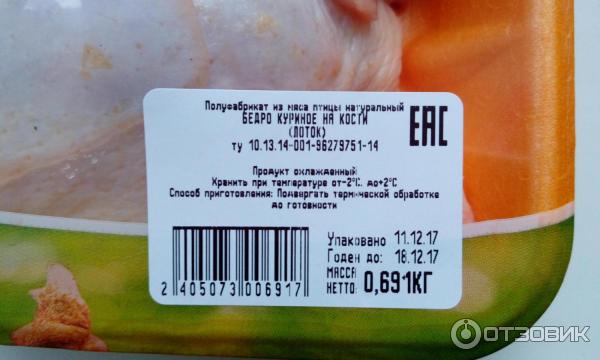 Полуфабрикат из мяса птицы натуральный
БЕДРО КУРИНОЕ НА КОСТИ
(ЛОТОК)
ту 10.13.14-001-96279751-14
EAC
Продукт охлажденный
Хранить при температуре от-2°С. до+2°С
Способ приготовления: Подвергать термической обработке
до готовности
Упаковано 11.12.17
Годен до: 18.12.17
МАССА
НЕТТО: 0,691КГ
2 405073 006917
ОТЗОВИК